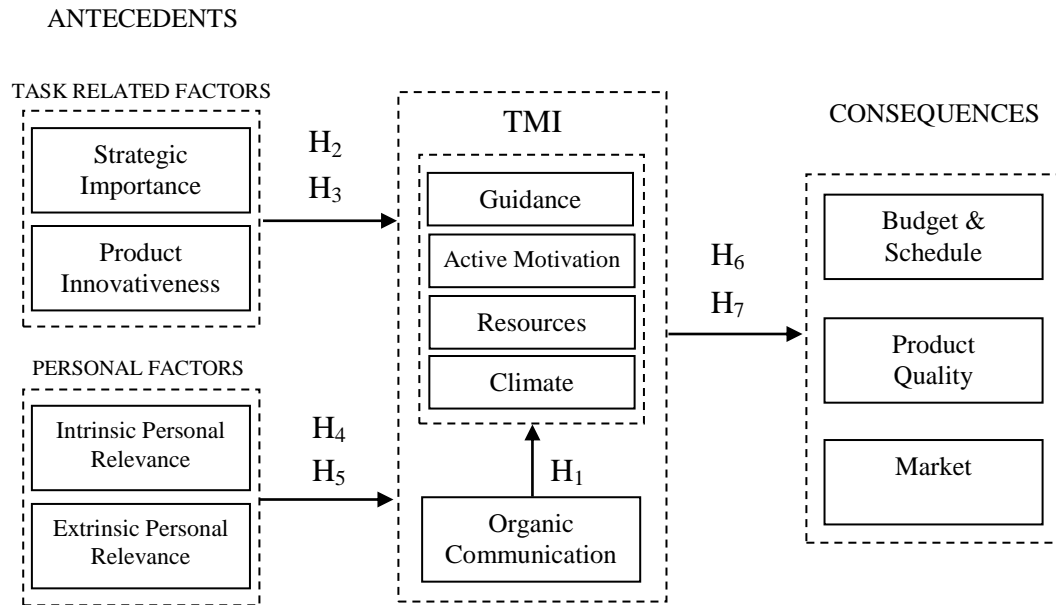 ANTECEDENTS
TASK RELATED FACTORS
Strategic
Importance
Product
Innovativeness
H₂
H₃
PERSONAL FACTORS
Intrinsic Personal
Relevance
Extrinsic Personal
Relevance
H₄
H₅
TMI
Guidance
Active Motivation
Resources
Climate
H₁
Organic
Communication
H₆
H₇
CONSEQUENCES
Budget &
Schedule
Product
Quality
Market